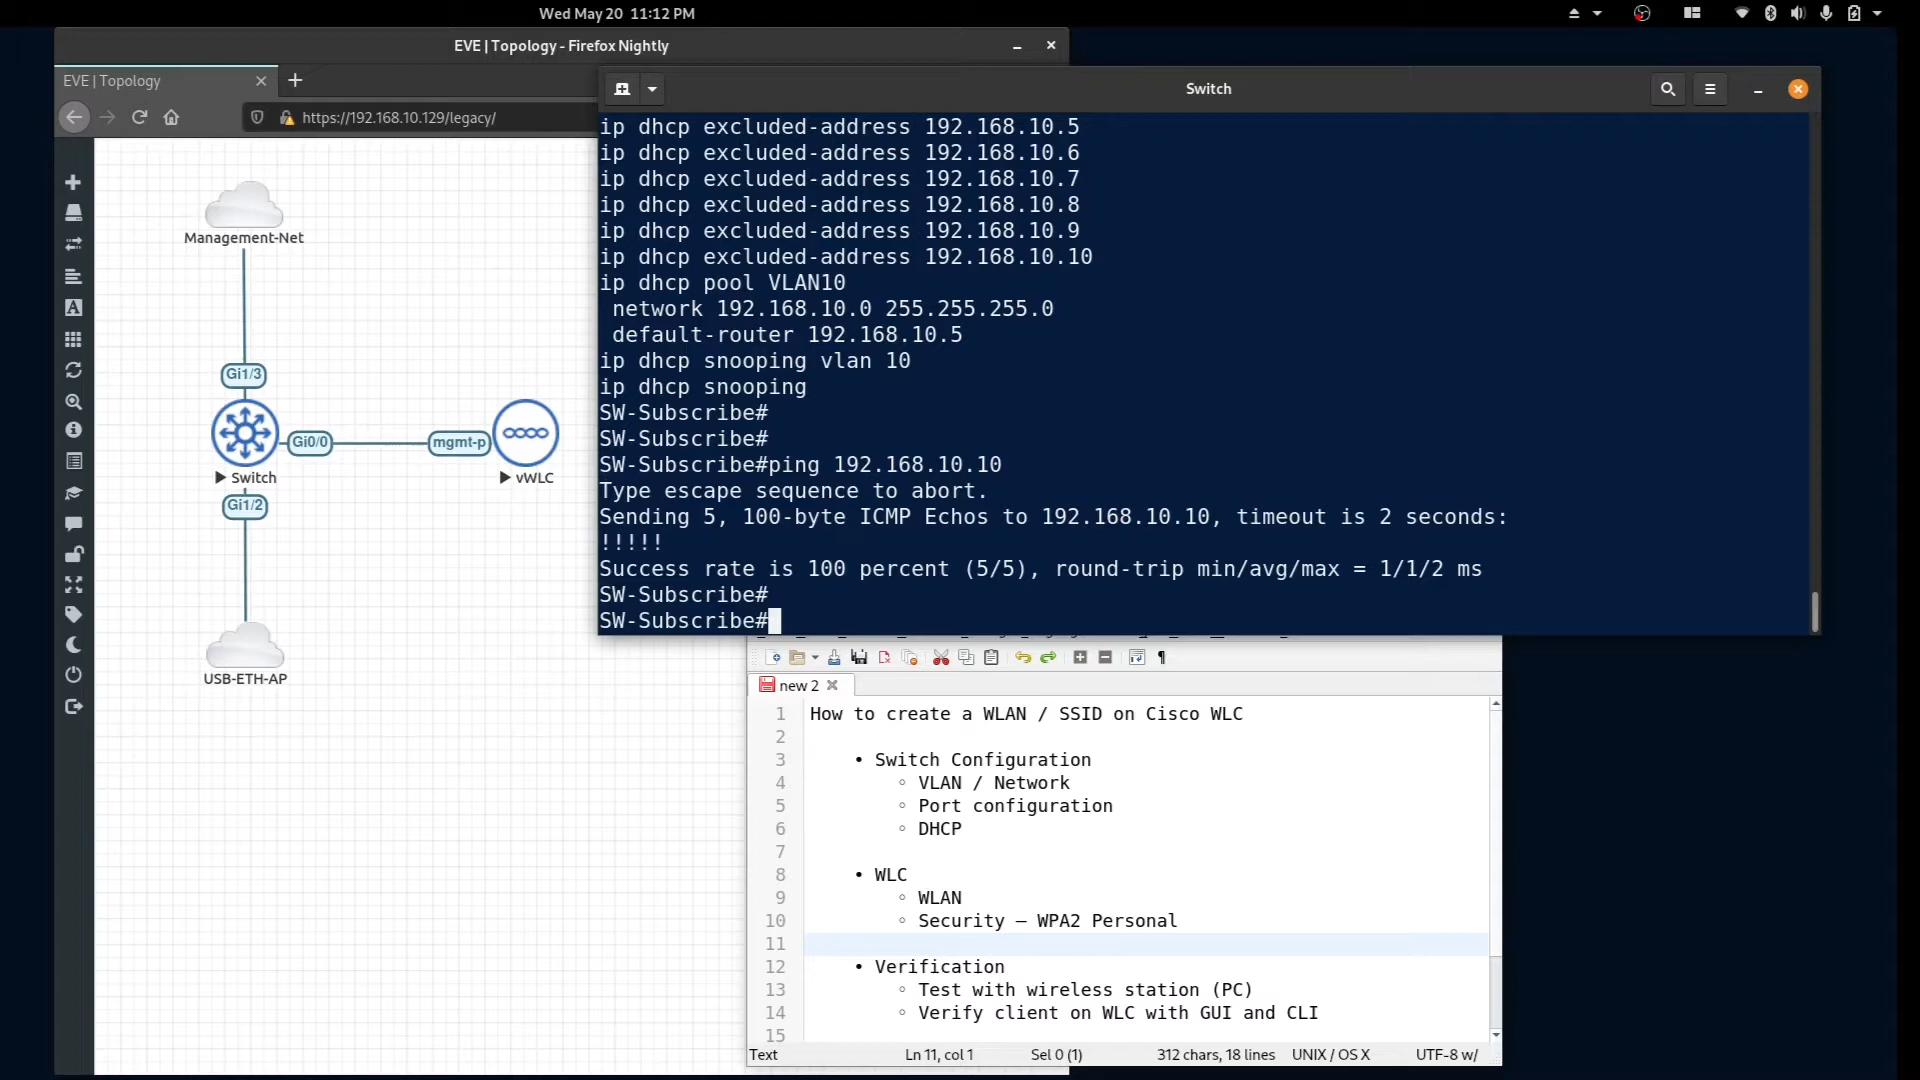 Wed May 20 11:12 PM
EVE | Topology - Firefox Nightly
EVE | Topology
https://192.168.10.129/legacy/
Management-Net
Gi1/3
Gi0/0
mgmt-p
Switch
vWLC
Gi1/2
USB-ETH-AP
Switch
ip dhcp excluded-address 192.168.10.5
ip dhcp excluded-address 192.168.10.6
ip dhcp excluded-address 192.168.10.7
ip dhcp excluded-address 192.168.10.8
ip dhcp excluded-address 192.168.10.9
ip dhcp excluded-address 192.168.10.10
ip dhcp pool VLAN10
network 192.168.10.0 255.255.255.0
default-router 192.168.10.5
ip dhcp snooping vlan 10
ip dhcp snooping
SW-Subscribe#
SW-Subscribe#
SW-Subscribe#ping 192.168.10.10
Type escape sequence to abort.
Sending 5, 100-byte ICMP Echos to 192.168.10.10, timeout is 2 seconds:
!!!!!
Success rate is 100 percent (5/5), round-trip min/avg/max = 1/1/2 ms
SW-Subscribe#
SW-Subscribe#
new 2
1 How to create a WLAN / SSID on Cisco WLC
2
3 • Switch Configuration
4 ◦ VLAN / Network
5 ◦ Port configuration
6 ◦ DHCP
7
8 • WLC
9 ◦ WLAN
10 ◦ Security – WPA2 Personal
11
12 • Verification
13 ◦ Test with wireless station (PC)
14 ◦ Verify client on WLC with GUI and CLI
15
Text Ln 11, col 1 Sel 0 (1) 312 chars, 18 lines UNIX / OS X UTF-8 w/